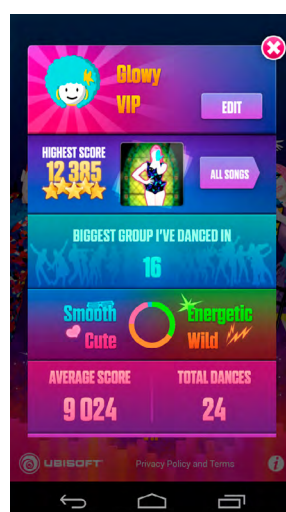 Glowy
VIP
EDIT
HIGHEST SCORE
12 385
ALL SONGS
BIGGEST GROUP I'VE DANCED IN
16
Smooth
Energetic
Cute
Wild
AVERAGE SCORE
TOTAL DANCES
9 024
24
UBISOFT
Privacy Policy and Terms